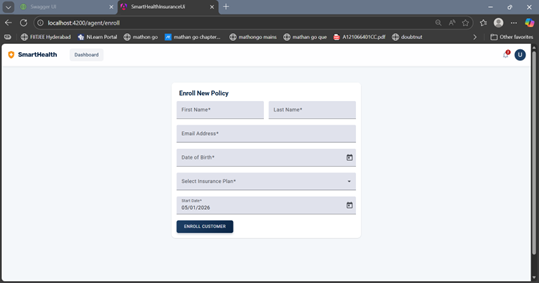 Swagger UI
SmartHealthInsuranceUi
localhost:4200/agent/enroll
FIITJEE Hyderabad
NLearn Portal
mathon go
mathon go chapter...
mathongo mains
mathan go que
A121066401CC.pdf
doubtnut
Other favorites
SmartHealth
Dashboard
U
Enroll New Policy
First Name*
Last Name*
Email Address*
Date of Birth*
Select Insurance Plan*
Start Date*
05/01/2026
ENROLL CUSTOMER